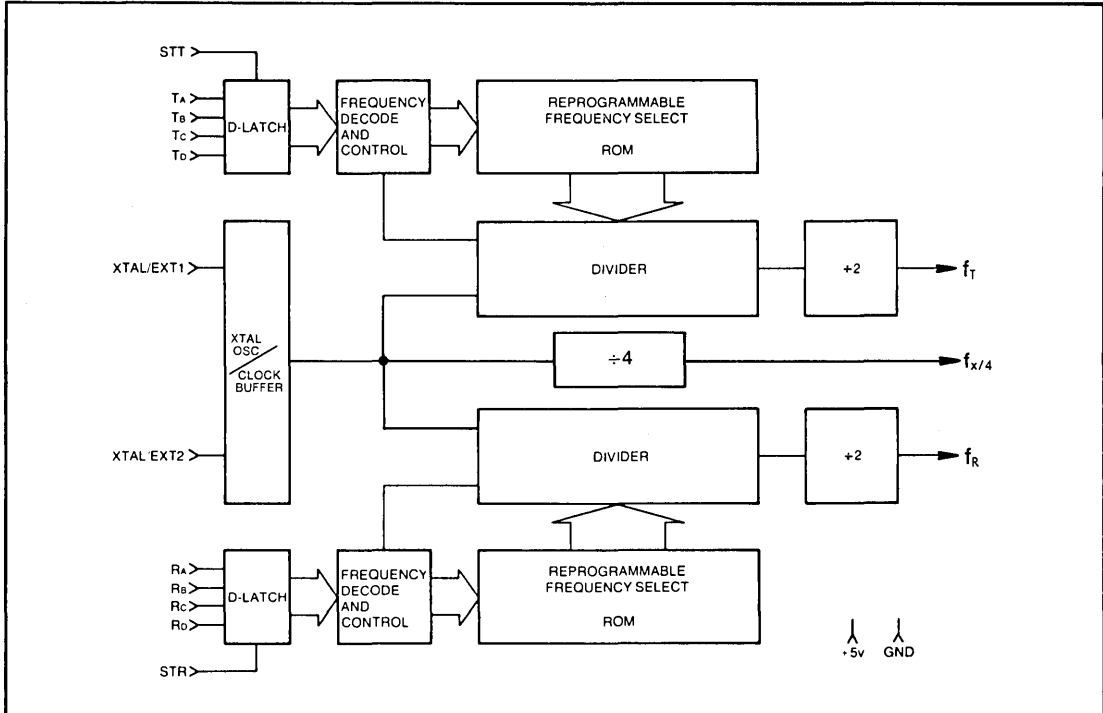 STT
TA
TB
TC
TD
D-LATCH
FREQUENCY
DECODE
AND
CONTROL
REPROGRAMMABLE
FREQUENCY SELECT
ROM
XTAL/EXT1
XTAL
OSC
CLOCK
BUFFER
XTAL'EXT2
DIVIDER
+2
fT
÷4
fx/4
DIVIDER
+2
fR
RA
RB
RC
RD
D-LATCH
STR
FREQUENCY
DECODE
AND
CONTROL
REPROGRAMMABLE
FREQUENCY SELECT
ROM
+5v
GND